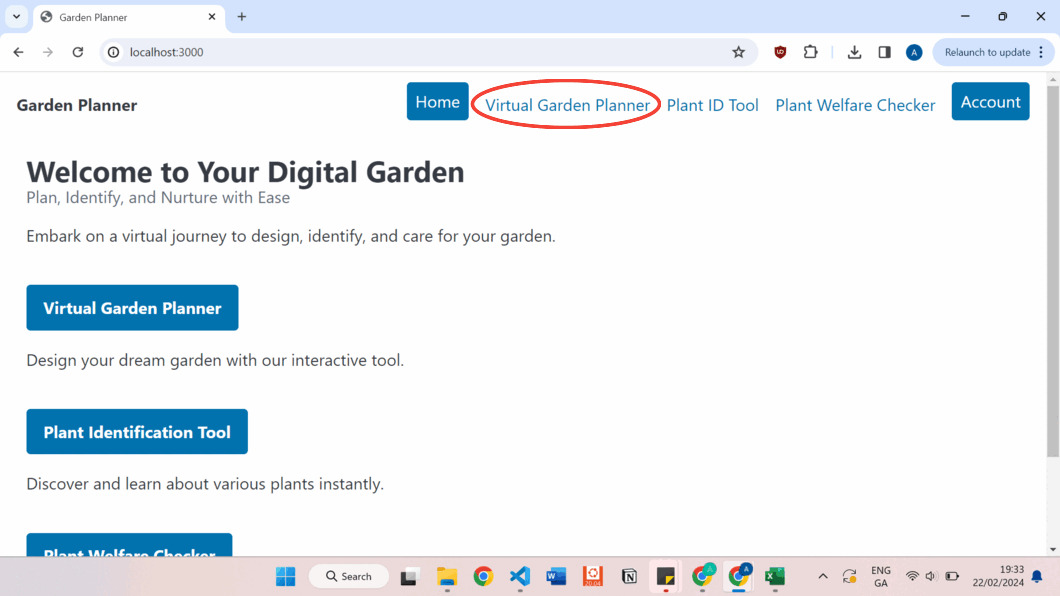 Garden Planner
localhost:3000
Relaunch to update
Garden Planner
Home
Virtual Garden Planner
Plant ID Tool
Plant Welfare Checker
Account
Welcome to Your Digital Garden
Plan, Identify, and Nurture with Ease
Embark on a virtual journey to design, identify, and care for your garden.
Virtual Garden Planner
Design your dream garden with our interactive tool.
Plant Identification Tool
Discover and learn about various plants instantly.
Plant Welfare Checker
Search
ENG
GA
19:33
22/02/2024